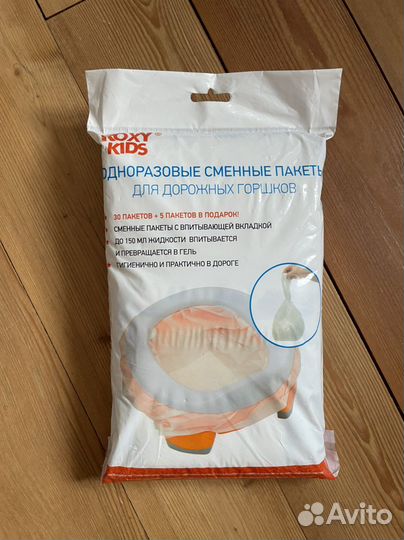 ROXY
KIDS
ОДНОРАЗОВЫЕ СМЕННЫЕ ПАКЕТЫ
ДЛЯ ДОРОЖНЫХ ГОРШКОВ
30 ПАКЕТОВ + 5 ПАКЕТОВ В ПОДАРОК!
СМЕННЫЕ ПАКЕТЫ С ВПИТЫВАЮЩЕЙ ВКЛАДКОЙ
ДО 150 МЛ ЖИДКОСТИ ВПИТЫВАЕТСЯ
И ПРЕВРАЩАЕТСЯ В ГЕЛЬ
ГИГИЕНИЧНО И ПРАКТИЧНО В ДОРОГЕ
Avito